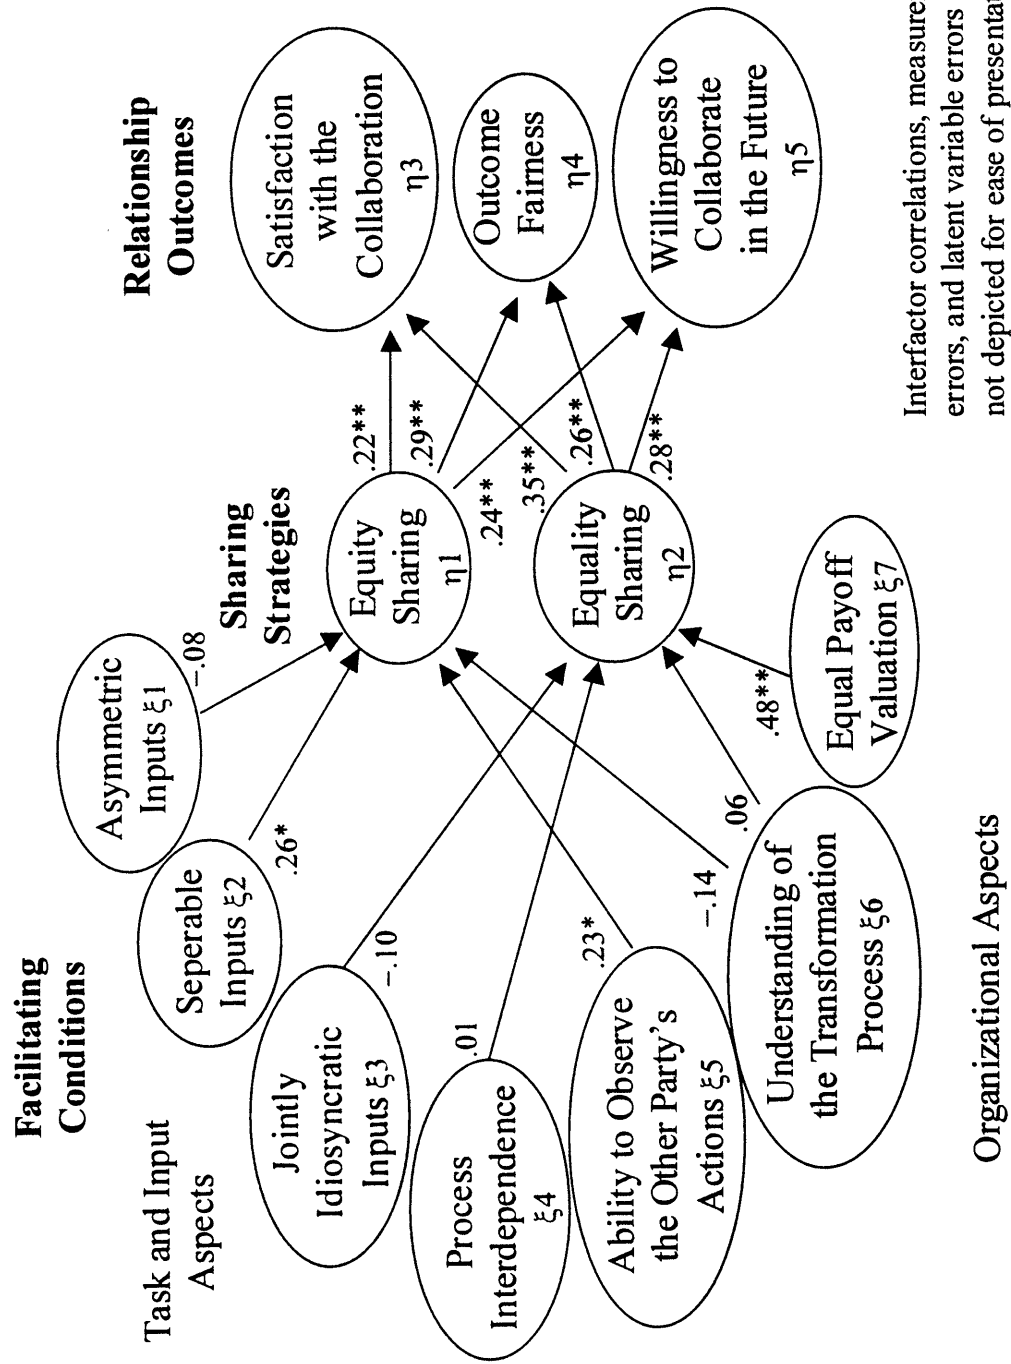 Facilitating
Conditions
Task and Input
Aspects
Asymmetric
Inputs ξ1
Seperable
Inputs ξ2
Jointly
Idiosyncratic
Inputs ξ3
Process
Interdependence
ξ4
Ability to Observe
the Other Party's
Actions ξ5
Understanding of
the Transformation
Process ξ6
Equal Payoff
Valuation ξ7
Organizational Aspects
–.08
.26*
–.10
.01
.23*
–.14
.06
.48**
Sharing
Strategies
Equity
Sharing
η1
Equality
Sharing
η2
.22**
.29**
.24**
.35**
.26**
.28**
Relationship
Outcomes
Satisfaction
with the
Collaboration
η3
Outcome
Fairness
η4
Willingness to
Collaborate
in the Future
η5
Interfactor correlations, measure
errors, and latent variable errors
not depicted for ease of